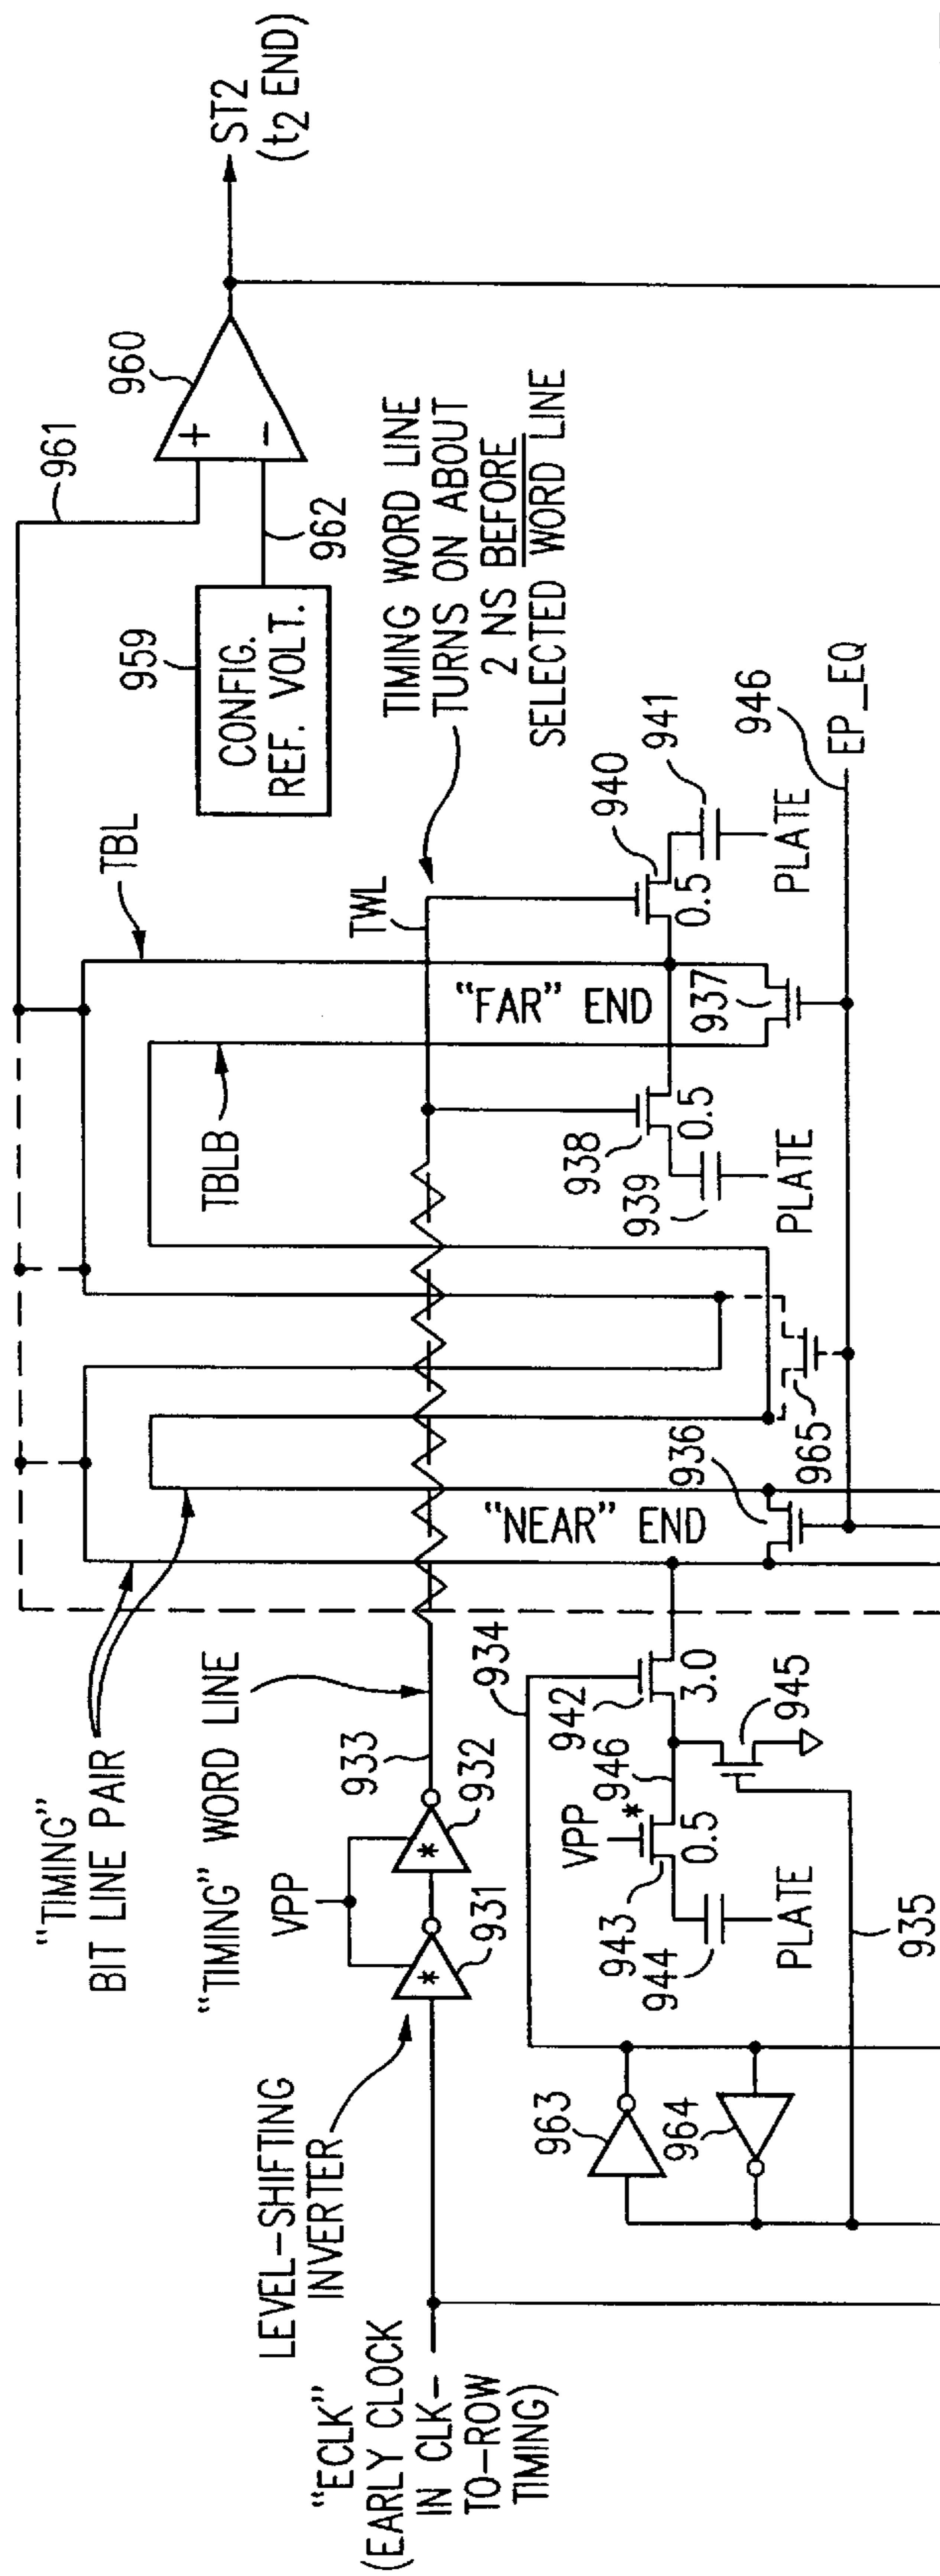 "TIMING"
BIT LINE PAIR
"TIMING" WORD LINE
VPP
933
932
931
LEVEL-SHIFTING
INVERTER
"ECLK"
(EARLY CLOCK
IN CLK-
TO-ROW
TIMING)
*
*
TBL
TBLB
TWL
961
960
+
-
962
959
CONFIG.
REF. VOLT.
ST2
(t2 END)
TIMING WORD LINE
TURNS ON ABOUT
2 NS BEFORE
SELECTED WORD LINE
"NEAR" END
"FAR" END
934
942
3.0
946
VPP
*
0.5
943
944
PLATE
945
935
963
964
936
965
937
938
0.5
939
PLATE
940
0.5
941
PLATE
946
EP_EQ